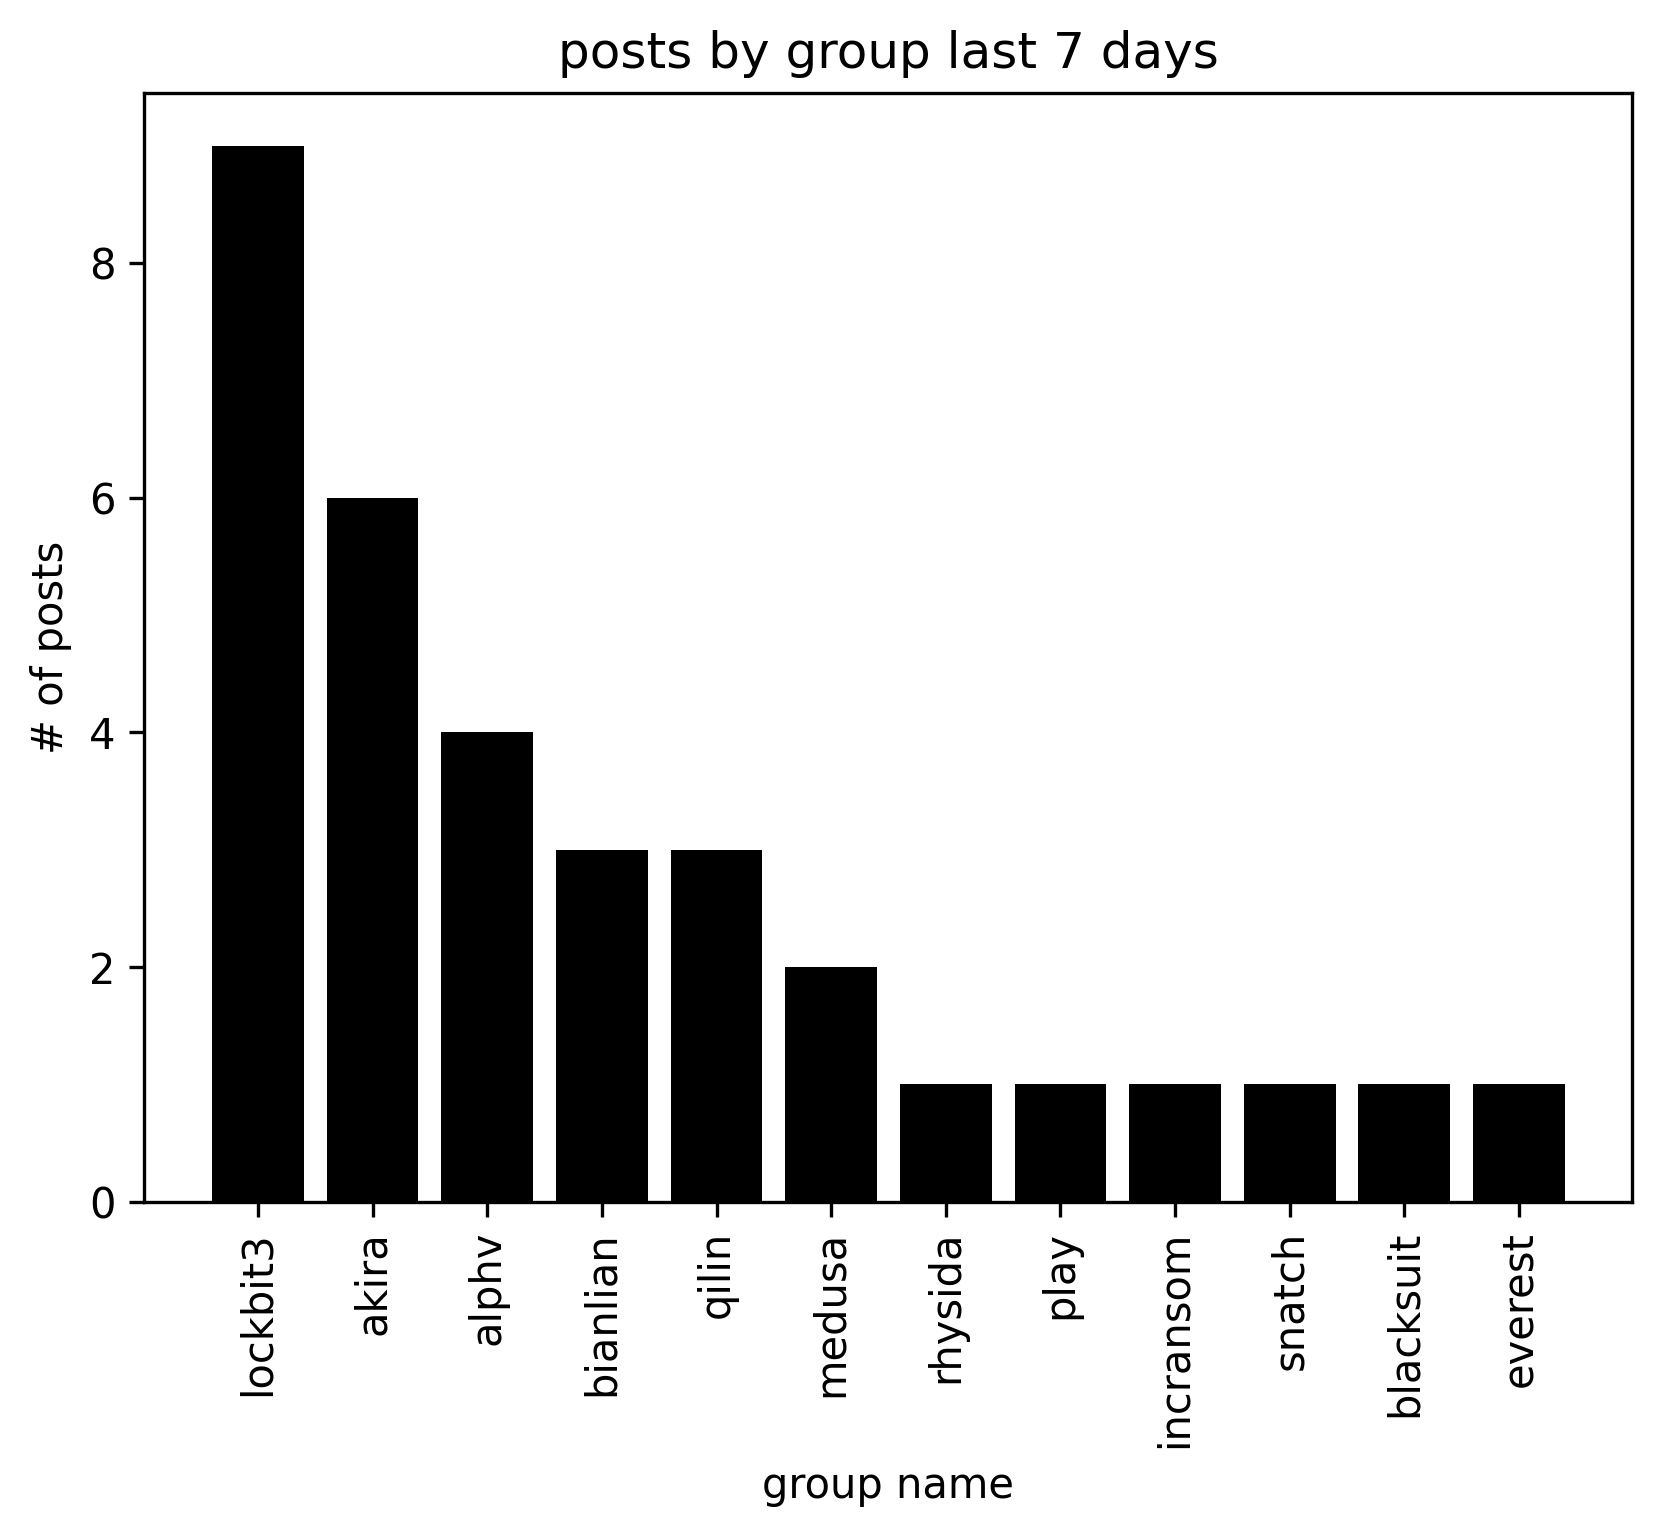 posts by group last 7 days
# of posts
8
6
4
2
0
lockbit3
akira
alphv
bianlian
qilin
medusa
rhysida
play
incransom
snatch
blacksuit
everest
group name